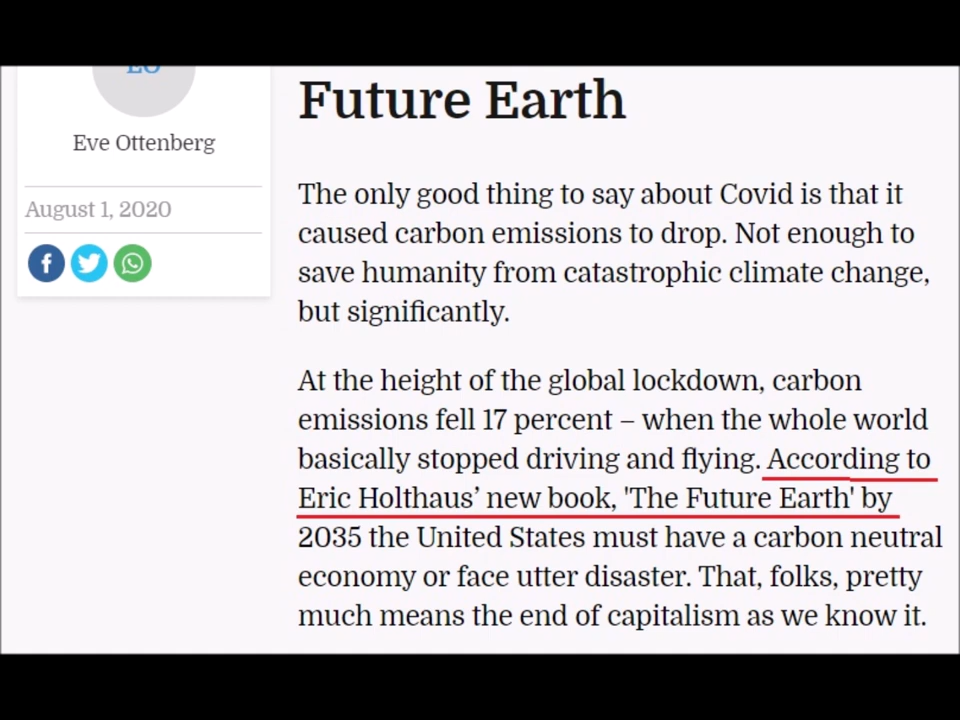 Future Earth
Eve Ottenberg
August 1, 2020
The only good thing to say about Covid is that it
caused carbon emissions to drop. Not enough to
save humanity from catastrophic climate change,
but significantly.
At the height of the global lockdown, carbon
emissions fell 17 percent – when the whole world
basically stopped driving and flying. According to
Eric Holthaus’ new book, 'The Future Earth' by
2035 the United States must have a carbon neutral
economy or face utter disaster. That, folks, pretty
much means the end of capitalism as we know it.